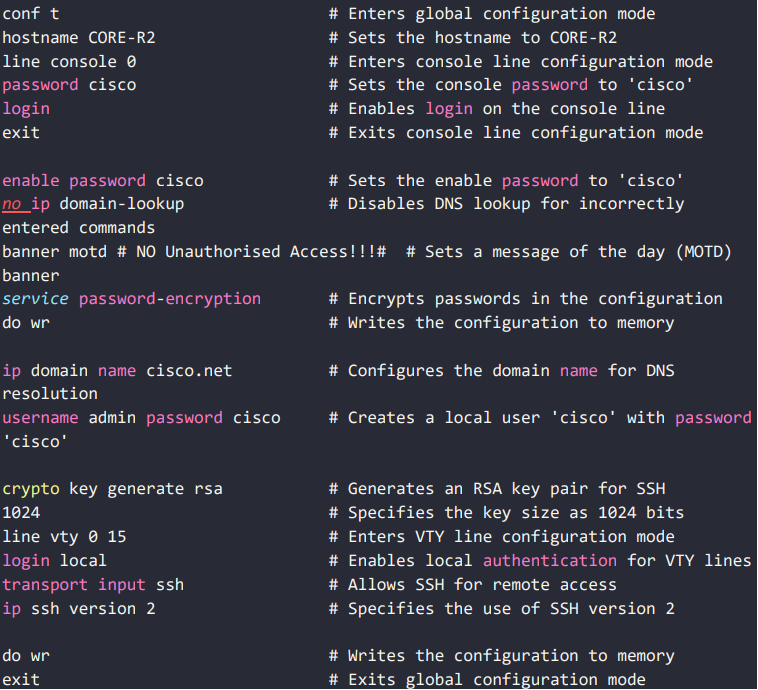 conf t # Enters global configuration mode
hostname CORE-R2 # Sets the hostname to CORE-R2
line console 0 # Enters console line configuration mode
password cisco # Sets the console password to 'cisco'
login # Enables login on the console line
exit # Exits console line configuration mode
enable password cisco # Sets the enable password to 'cisco'
no ip domain-lookup # Disables DNS lookup for incorrectly
entered commands
banner motd # NO Unauthorised Access!!!# # Sets a message of the day (MOTD)
banner
service password-encryption # Encrypts passwords in the configuration
do wr # Writes the configuration to memory
ip domain name cisco.net # Configures the domain name for DNS
resolution
username admin password cisco # Creates a local user 'cisco' with password
'cisco'
crypto key generate rsa # Generates an RSA key pair for SSH
1024 # Specifies the key size as 1024 bits
line vty 0 15 # Enters VTY line configuration mode
login local # Enables local authentication for VTY lines
transport input ssh # Allows SSH for remote access
ip ssh version 2 # Specifies the use of SSH version 2
do wr # Writes the configuration to memory
exit # Exits global configuration mode